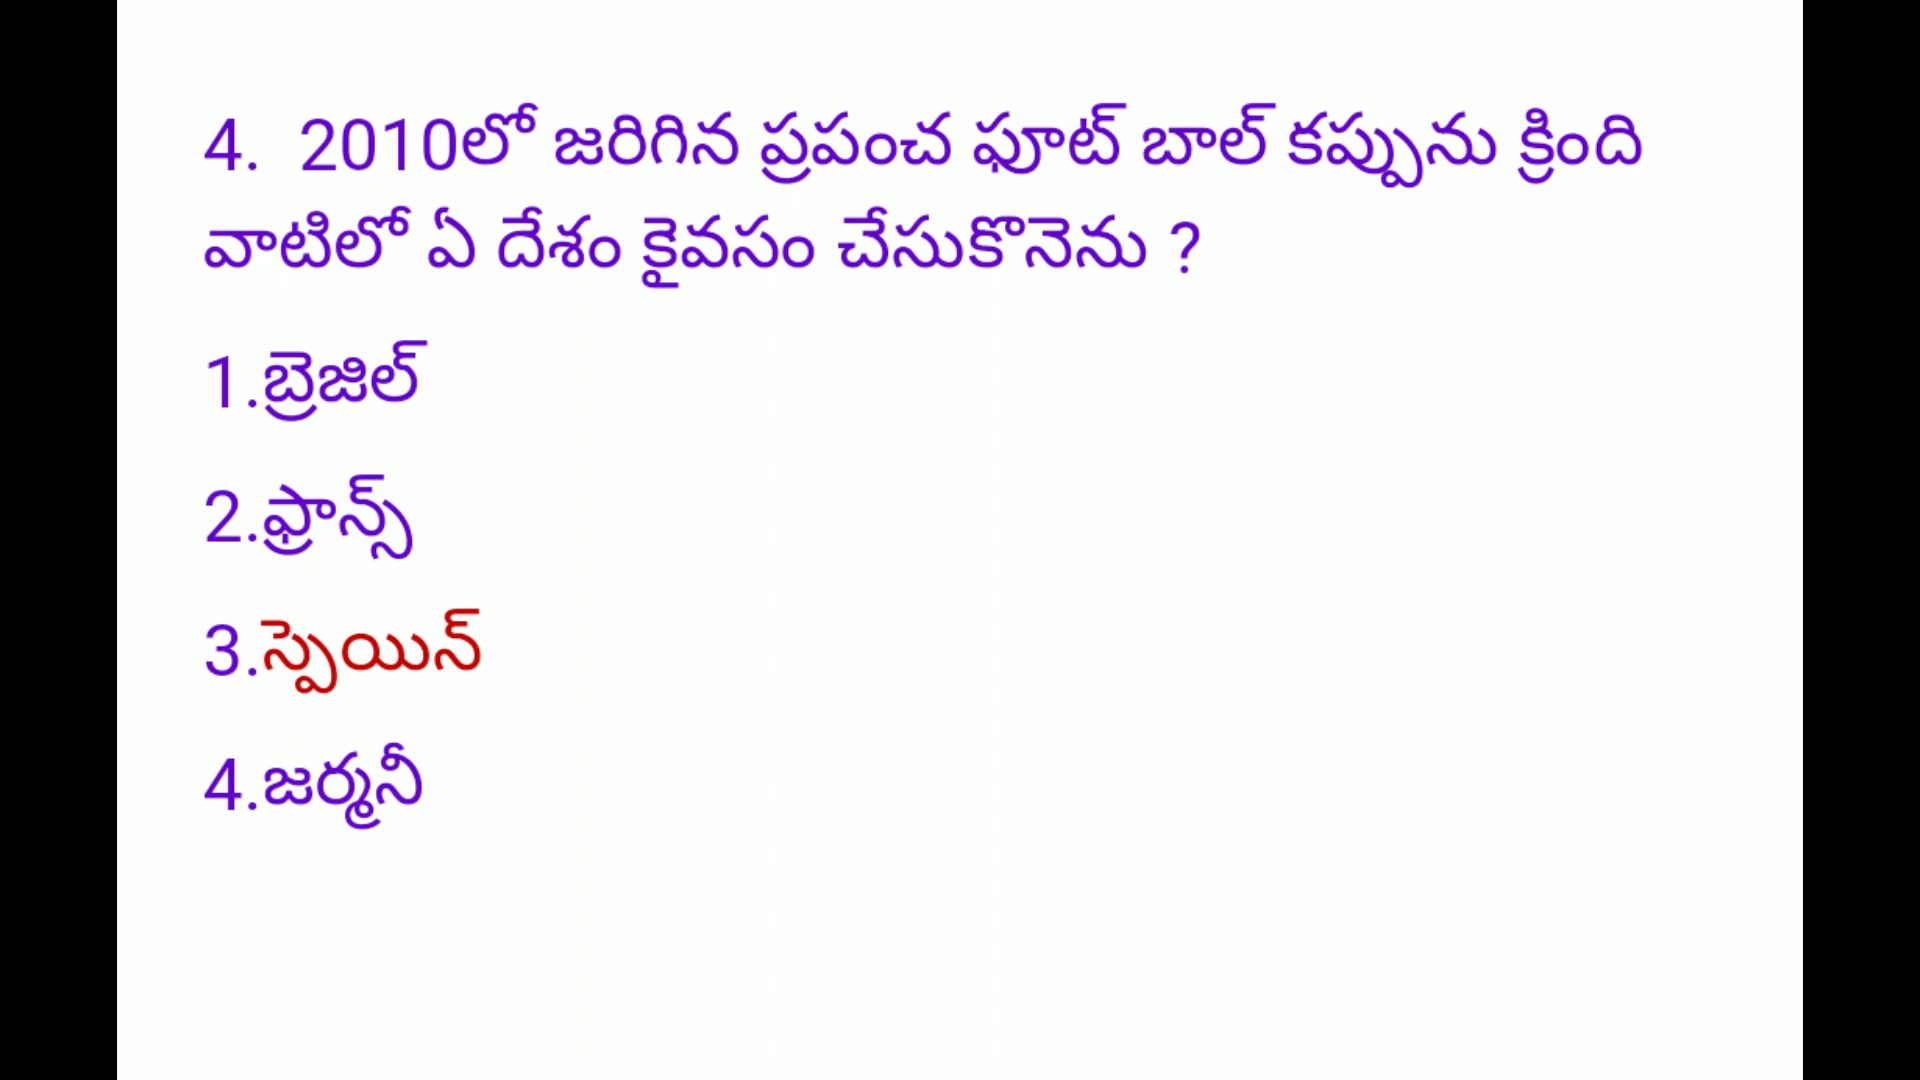 4. 2010లో జరిగిన ప్రపంచ ఫూట్ బాల్ కప్పును క్రింది
వాటిలో ఏ దేశం కైవసం చేసుకొనెను ?
1.బ్రెజిల్
2.ఫ్రాన్స్
3.స్పెయిన్
4.జర్మనీ